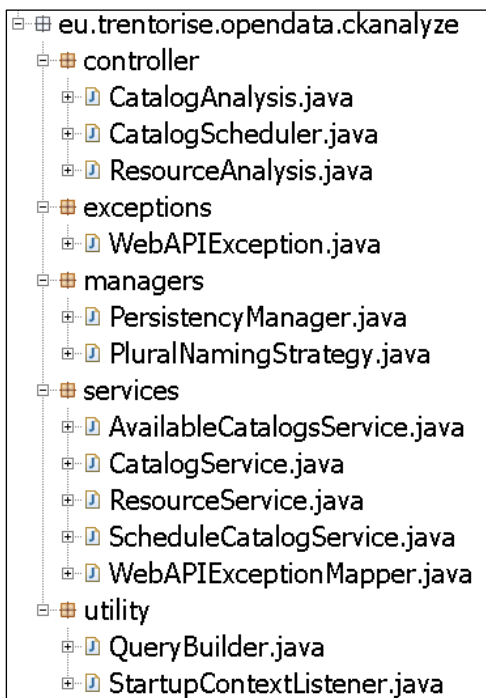 eu.trentorise.opendata.ckanalyze
controller
CatalogAnalysis.java
CatalogScheduler.java
ResourceAnalysis.java
exceptions
WebAPIException.java
managers
PersistencyManager.java
PluralNamingStrategy.java
services
AvailableCatalogsService.java
CatalogService.java
ResourceService.java
ScheduleCatalogService.java
WebAPIExceptionMapper.java
utility
QueryBuilder.java
StartupContextListener.java